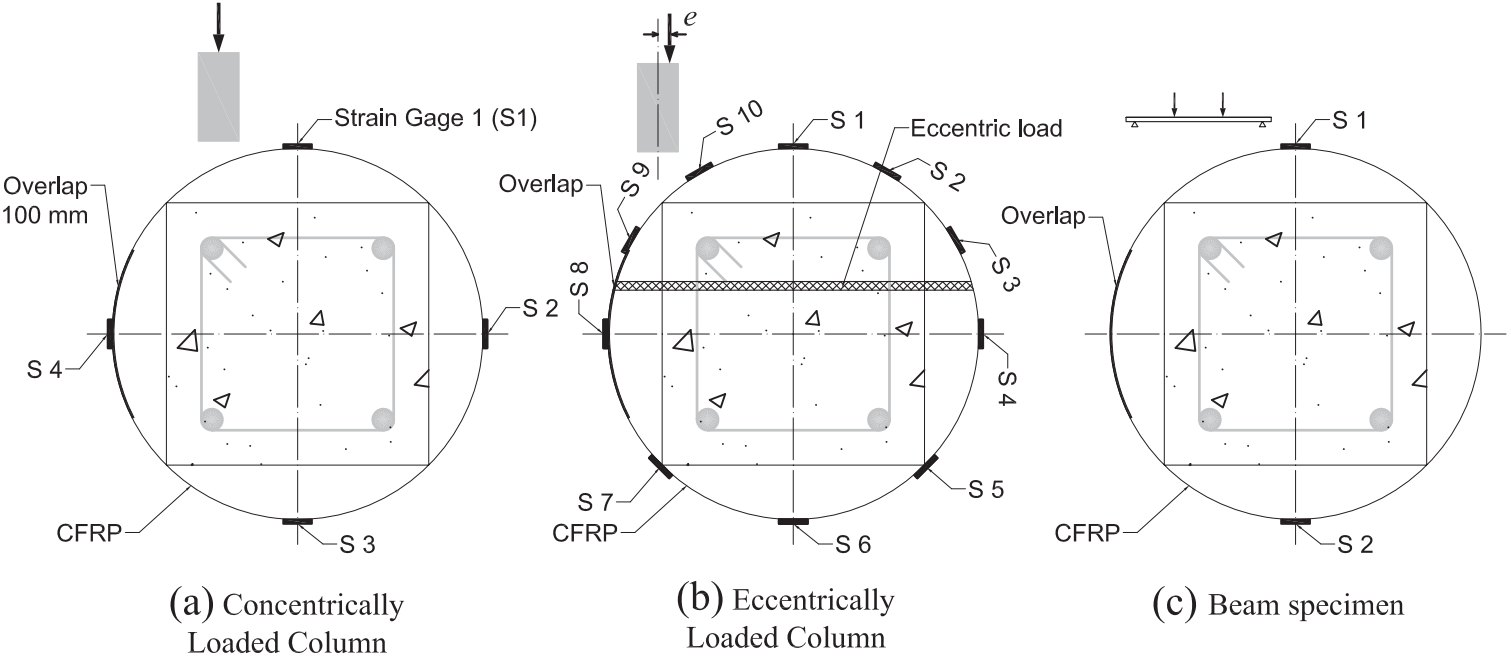 Strain Gage 1 (S1)
Overlap
100 mm
S 2
S 4
CFRP
S 3
(a) Concentrically
Loaded Column
e
S 10
S 1
Eccentric load
S 9
S 2
Overlap
S 3
S 8
S 4
S 7
S 5
CFRP
S 6
(b) Eccentrically
Loaded Column
S 1
Overlap
CFRP
S 2
(c) Beam specimen